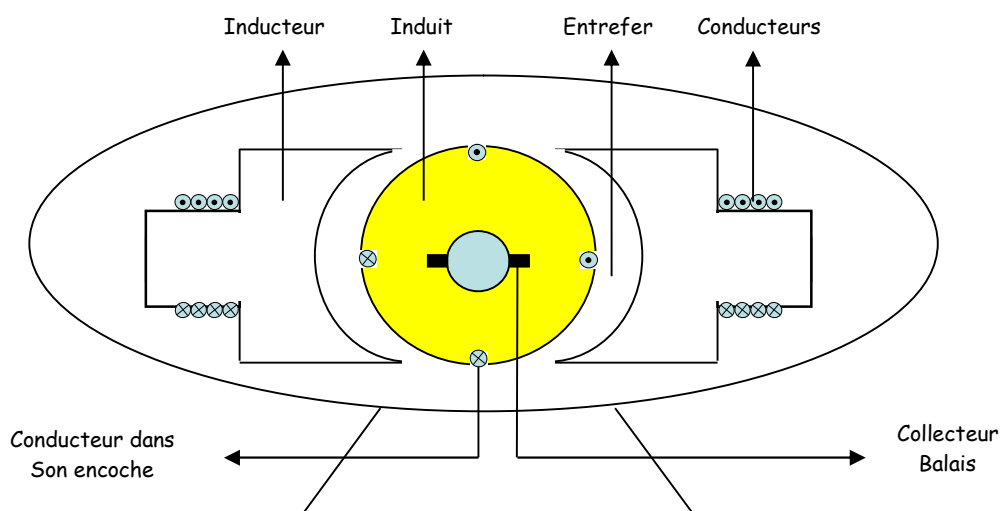 Inducteur
Induit
Entrefer
Conducteurs
Conducteur dans
Son encoche
Collecteur
Balais